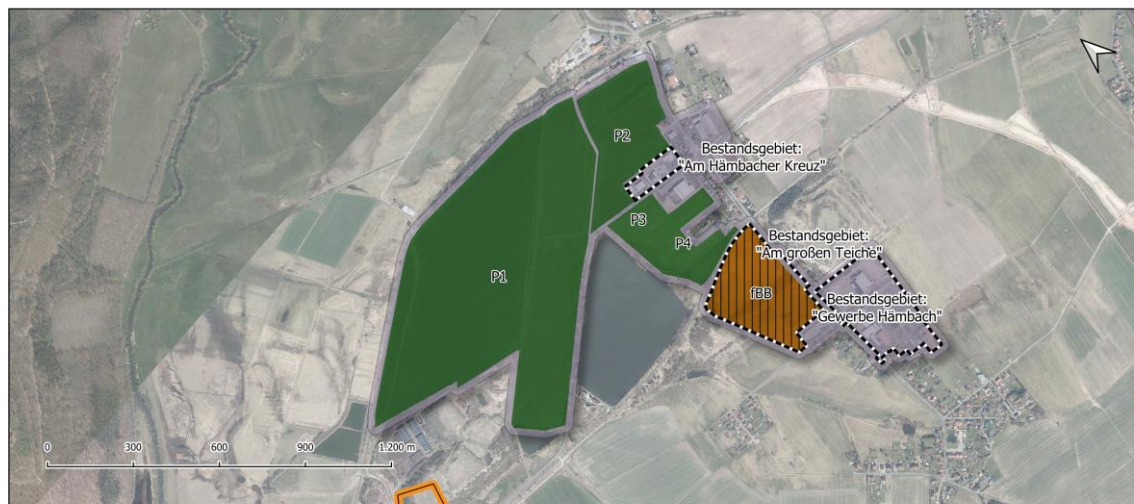 P2
Bestandsgebiet:
"Am Hämbacher Kreuz"
P3
Bestandsgebiet:
"Am großen Teiche"
P4
P1
fBB
Bestandsgebiet:
"Gewerbe Hämbach"
0 300 600 900 1.200 m